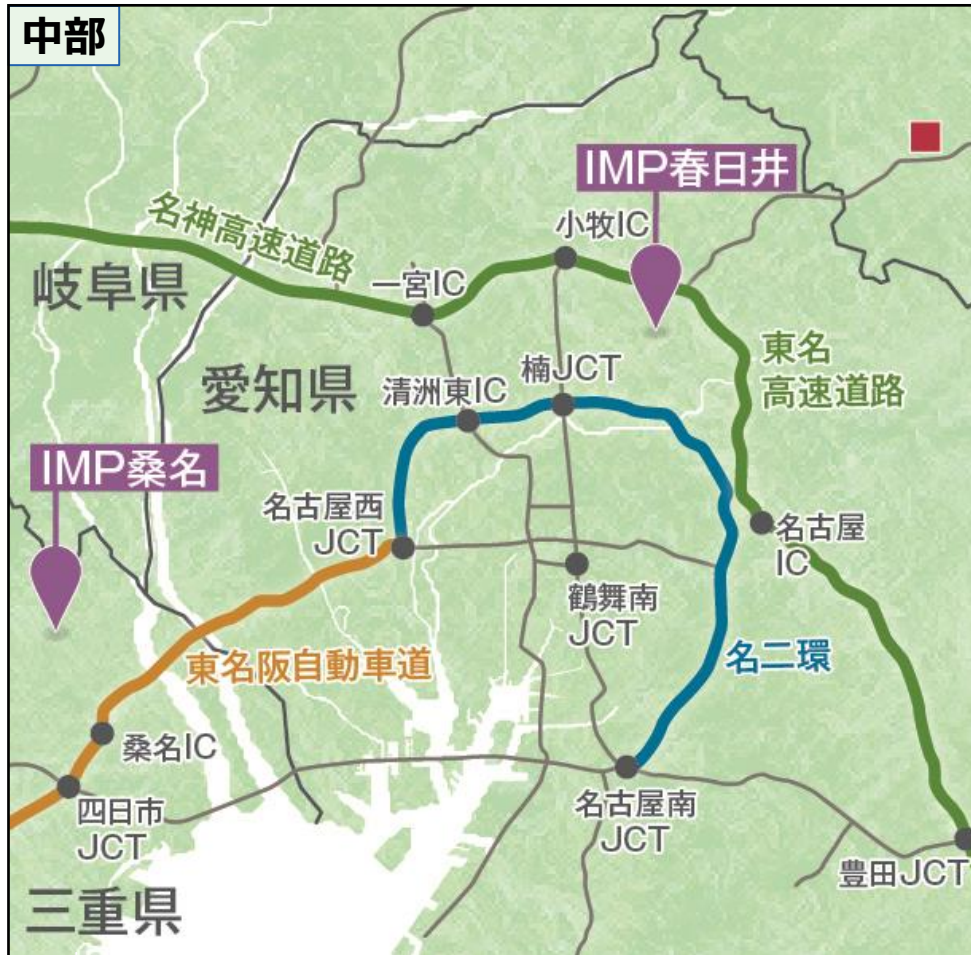 中部
IMP春日井
小牧IC
名神高速道路
一宮IC
岐阜県
東名
高速道路
楠JCT
愛知県
清洲東IC
IMP桑名
名古屋西
JCT
名古屋
IC
鶴舞南
JCT
東名阪自動車道
名二環
桑名IC
四日市
JCT
名古屋南
JCT
豊田JCT
三重県